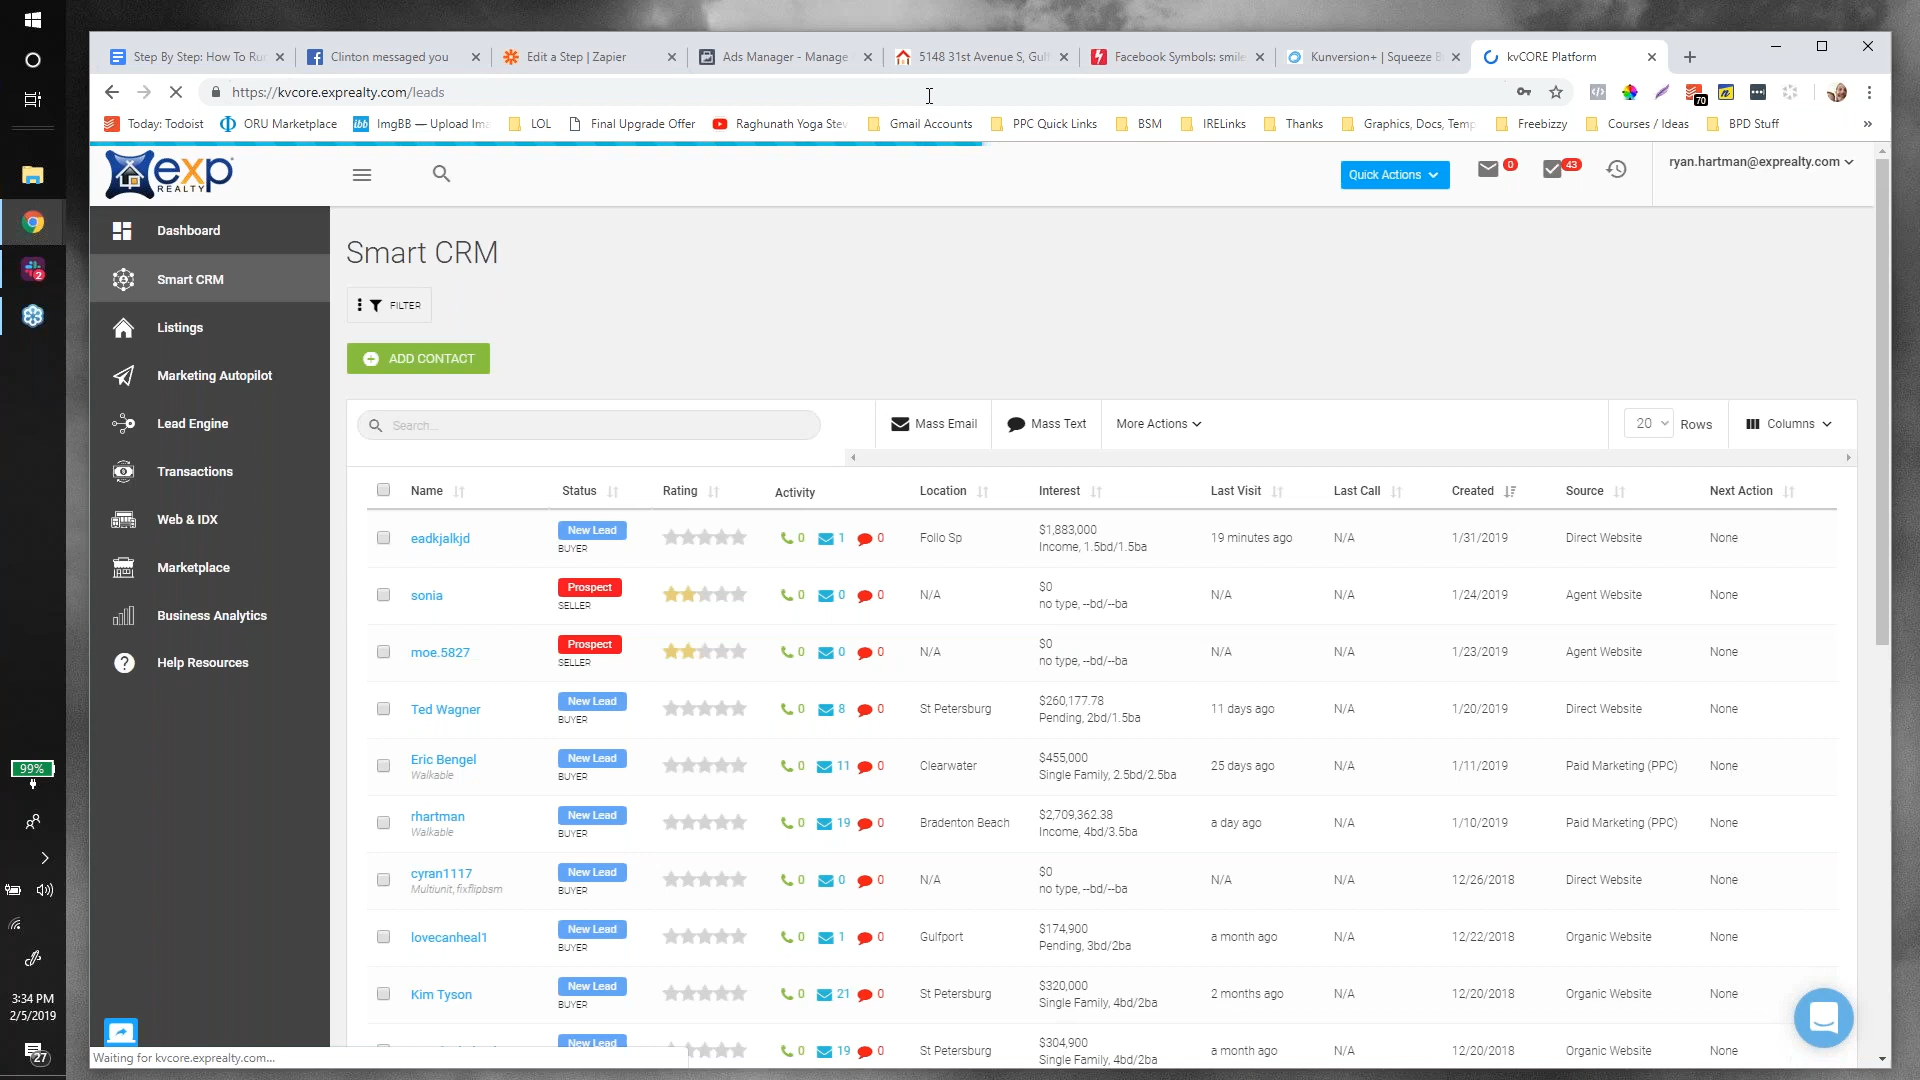 Step By Step: How To Ru
Clinton messaged you
Edit a Step | Zapier
Ads Manager - Manage
5148 31st Avenue S, Gulf
Facebook Symbols: smile
Kunversion+ | Squeeze B
kvCORE Platform
https://kvcore.exprealty.com/leads
70
Today: Todoist
ORU Marketplace
ibb
ImgBB — Upload Ima
LOL
Final Upgrade Offer
Raghunath Yoga Stev
Gmail Accounts
PPC Quick Links
BSM
IRELinks
Thanks
Graphics, Docs, Temp
Freebizzy
Courses / Ideas
BPD Stuff
exp
REALTY
Quick Actions
0
43
ryan.hartman@exprealty.com
Dashboard
Smart CRM
Listings
Marketing Autopilot
Lead Engine
Transactions
Web & IDX
Marketplace
Business Analytics
Help Resources
Smart CRM
FILTER
ADD CONTACT
Search...
Mass Email
Mass Text
More Actions
20
Rows
Columns
Name Status Rating Activity Location Interest Last Visit Last Call Created Source Next Action
eadkjalkjd New Lead 0 1 0 Follo Sp $1,883,000 19 minutes ago N/A 1/31/2019 Direct Website None
BUYER Income, 1.5bd/1.5ba
sonia Prospect 0 0 0 N/A $0 N/A N/A 1/24/2019 Agent Website None
SELLER no type, --bd/--ba
moe.5827 Prospect 0 0 0 N/A $0 N/A N/A 1/23/2019 Agent Website None
SELLER no type, --bd/--ba
Ted Wagner New Lead 0 8 0 St Petersburg $260,177.78 11 days ago N/A 1/20/2019 Direct Website None
BUYER Pending, 2bd/1.5ba
Eric Bengel New Lead 0 11 0 Clearwater $455,000 25 days ago N/A 1/11/2019 Paid Marketing (PPC) None
Walkable BUYER Single Family, 2.5bd/2.5ba
rhartman New Lead 0 19 0 Bradenton Beach $2,709,362.38 a day ago N/A 1/10/2019 Paid Marketing (PPC) None
Walkable BUYER Income, 4bd/3.5ba
cyran1117 New Lead 0 0 0 N/A $0 N/A N/A 12/26/2018 Direct Website None
Multiunit, fixflipbsm BUYER no type, --bd/--ba
lovecanheal1 New Lead 0 1 0 Gulfport $174,900 a month ago N/A 12/22/2018 Organic Website None
BUYER Pending, 3bd/2ba
Kim Tyson New Lead 0 21 0 St Petersburg $320,000 2 months ago N/A 12/20/2018 Organic Website None
BUYER Single Family, 4bd/2ba
New Lead 0 19 0 St Petersburg $304,900 a month ago N/A 12/20/2018 Organic Website None
Single Family, 4bd/2ba
Waiting for kvcore.exprealty.com...
2
99%
3:34 PM
2/5/2019
27